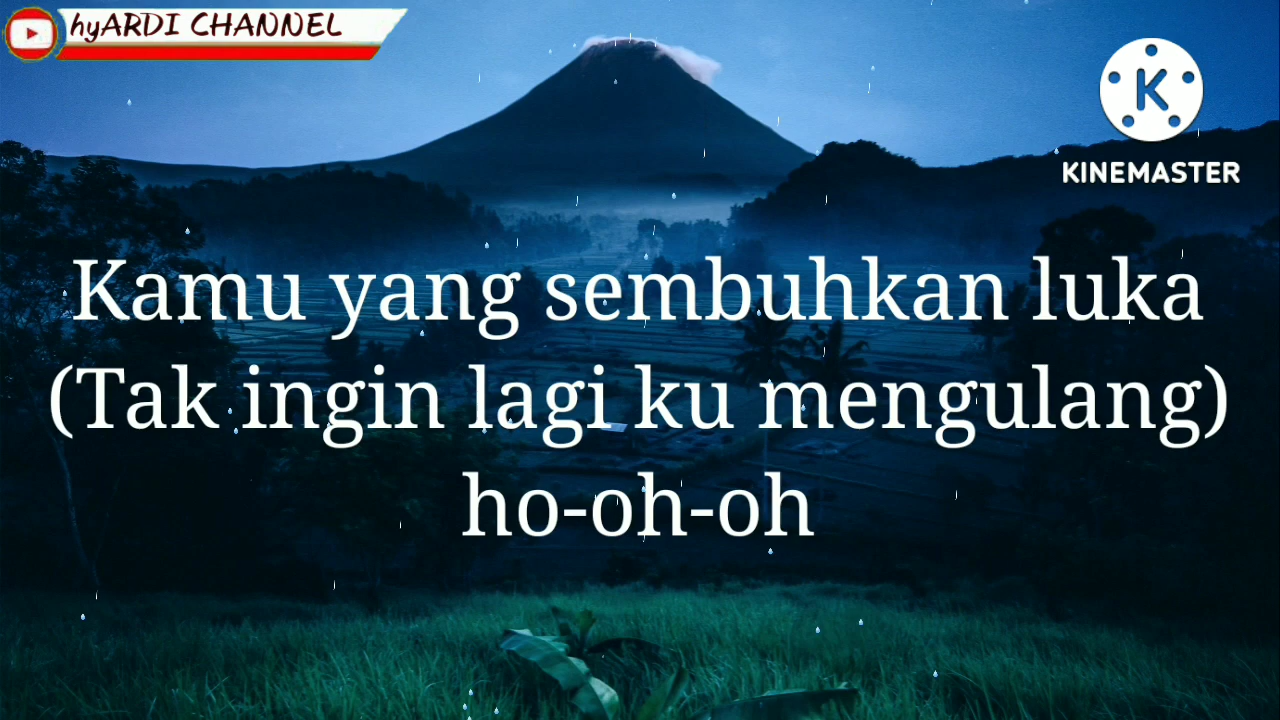 hyARDI CHANNEL
K
KINEMASTER
Kamu yang sembuhkan luka
(Tak ingin lagi ku mengulang)
ho-oh-oh